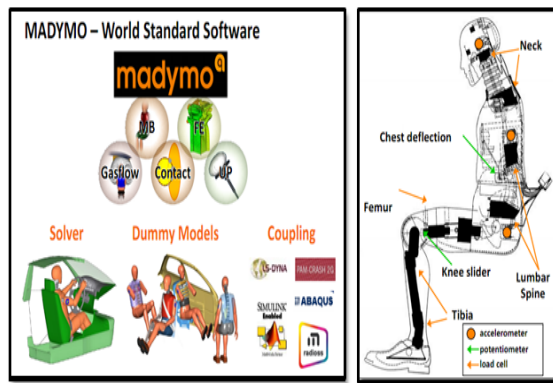 MADYMO – World Standard Software
madymo
MB
FE
Gasflow
Contact
UP
Solver
Dummy Models
Coupling
LS-DYNA
PAM-CRASH 2G
SIMULINK
Enabled
ABAQUS
radioss
Neck
Chest deflection
Femur
Knee slider
Lumbar
Spine
Tibia
accelerometer
potentiometer
load cell